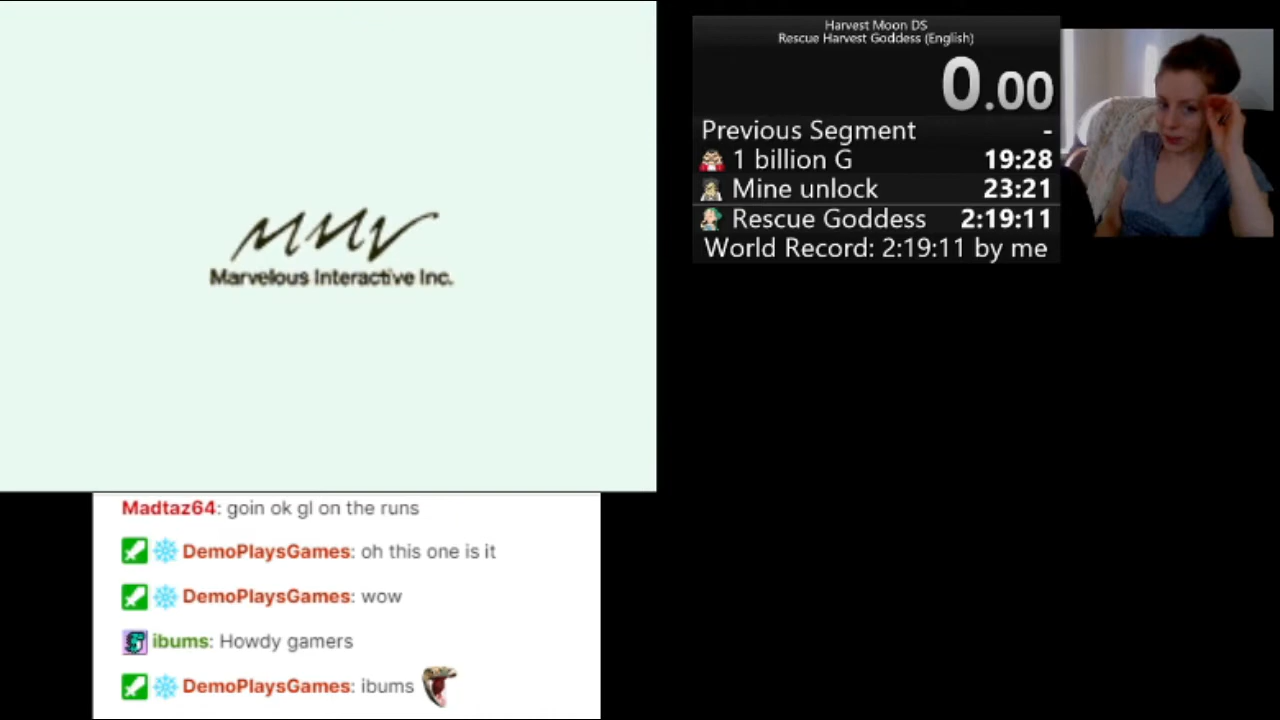 MMV
Marvelous Interactive Inc.
Harvest Moon DS
Rescue Harvest Goddess (English)
0.00
Previous Segment -
1 billion G 19:28
Mine unlock 23:21
Rescue Goddess 2:19:11
World Record: 2:19:11 by me
Madtaz64: goin ok gl on the runs
DemoPlaysGames: oh this one is it
DemoPlaysGames: wow
ibums: Howdy gamers
DemoPlaysGames: ibums